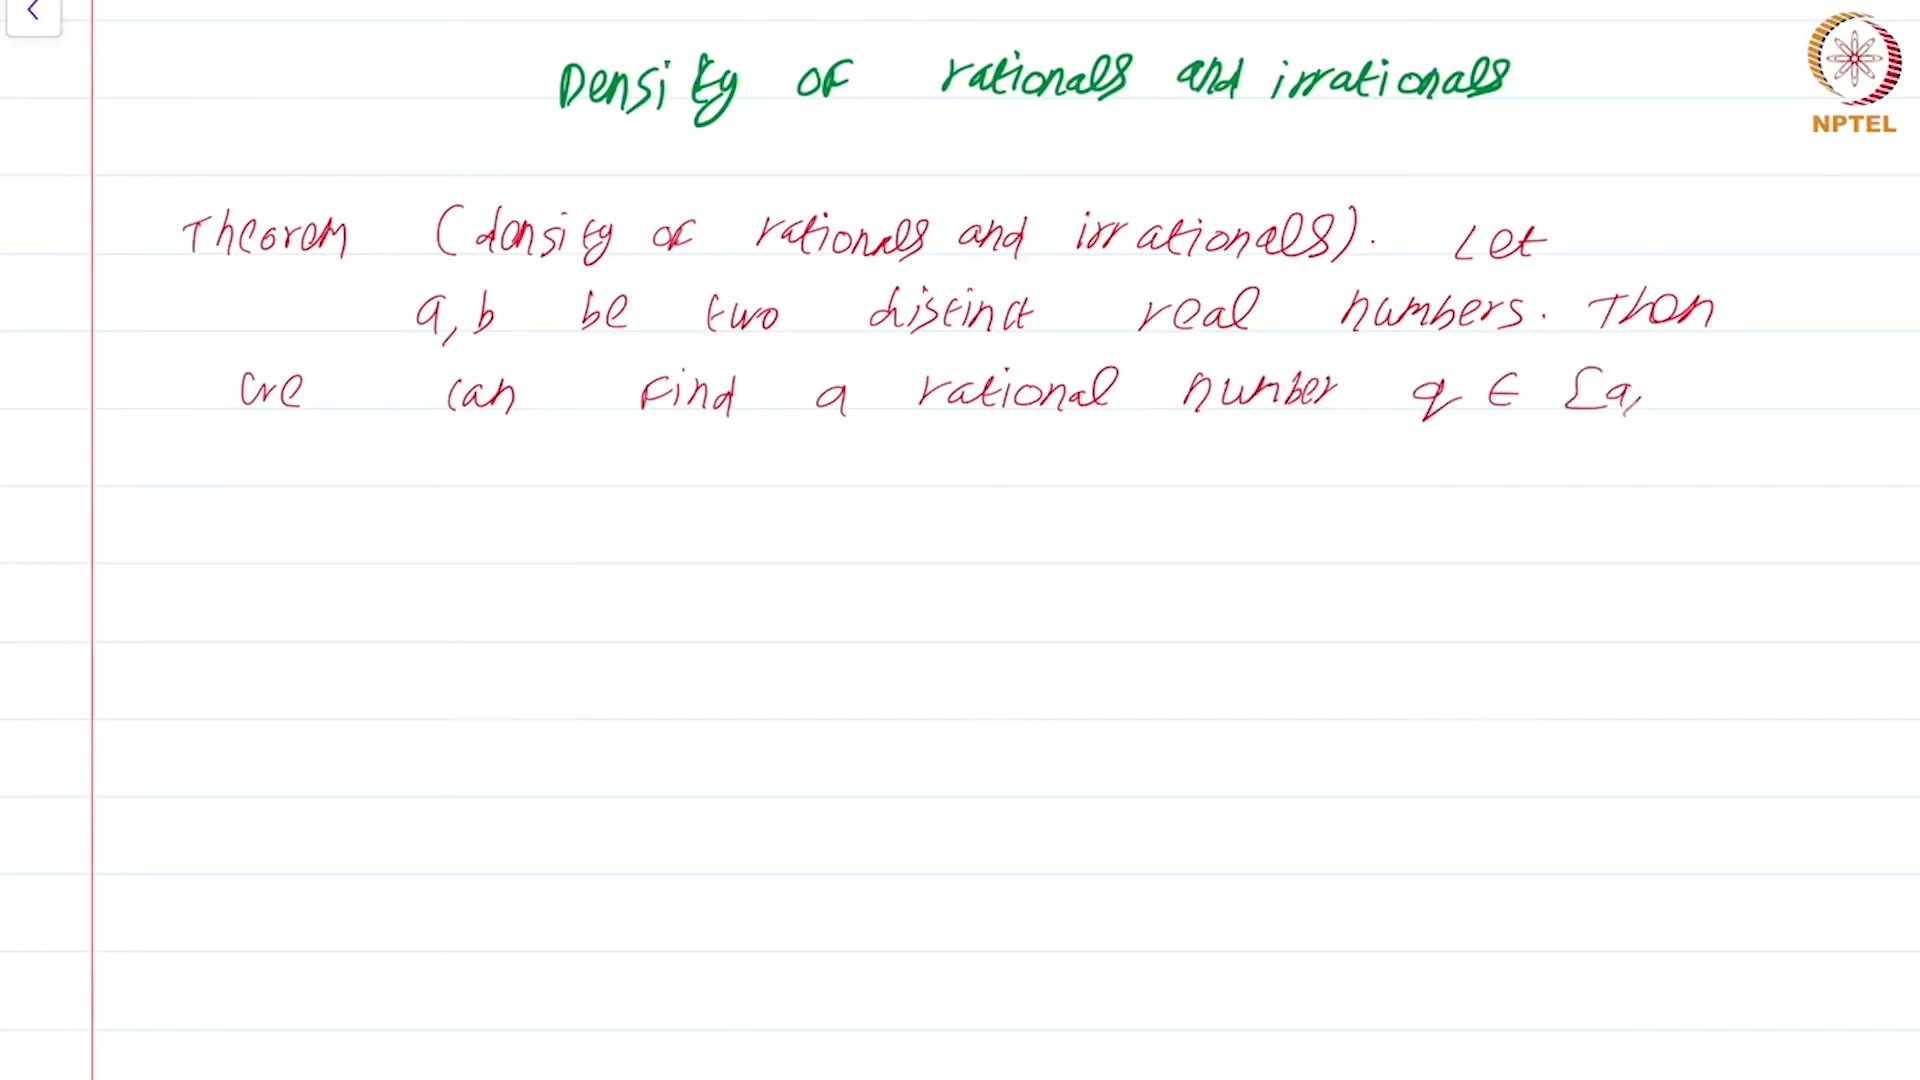 Density of rationals and irrationals
NPTEL
Theorem (density of rationals and irrationals). Let
a, b be two distinct real numbers. Then
we can find a rational number q ∈ [a,